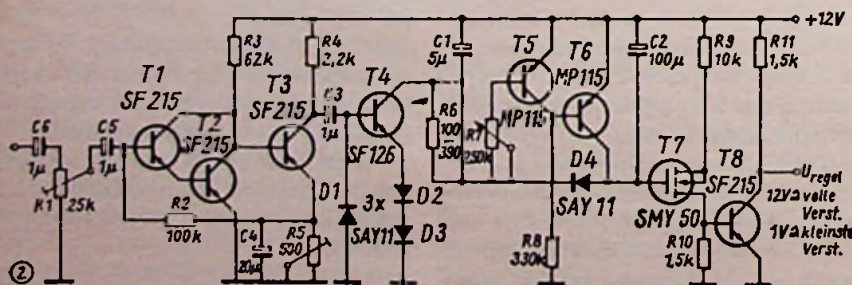 +12V
R3
62k
R4
2,2k
C1
5µ
T5
T6
MP115
C2
100µ
R9
10k
R11
1,5k
T1
SF215
T2
SF215
T3
SF215
C3
1µ
T4
SF126
R6
100
390
MP115
R7
250k
T7
SMY 50
T8
SF215
C6
1µ
C5
1µ
R1
25k
R2
100k
C4
20µ
R5
500
D1
3x
SAY11
D2
D3
D4
SAY 11
R8
330k
R10
1,5k
Uregel
12V≙volle
Verst.
1V≙kleinste
Verst.
2